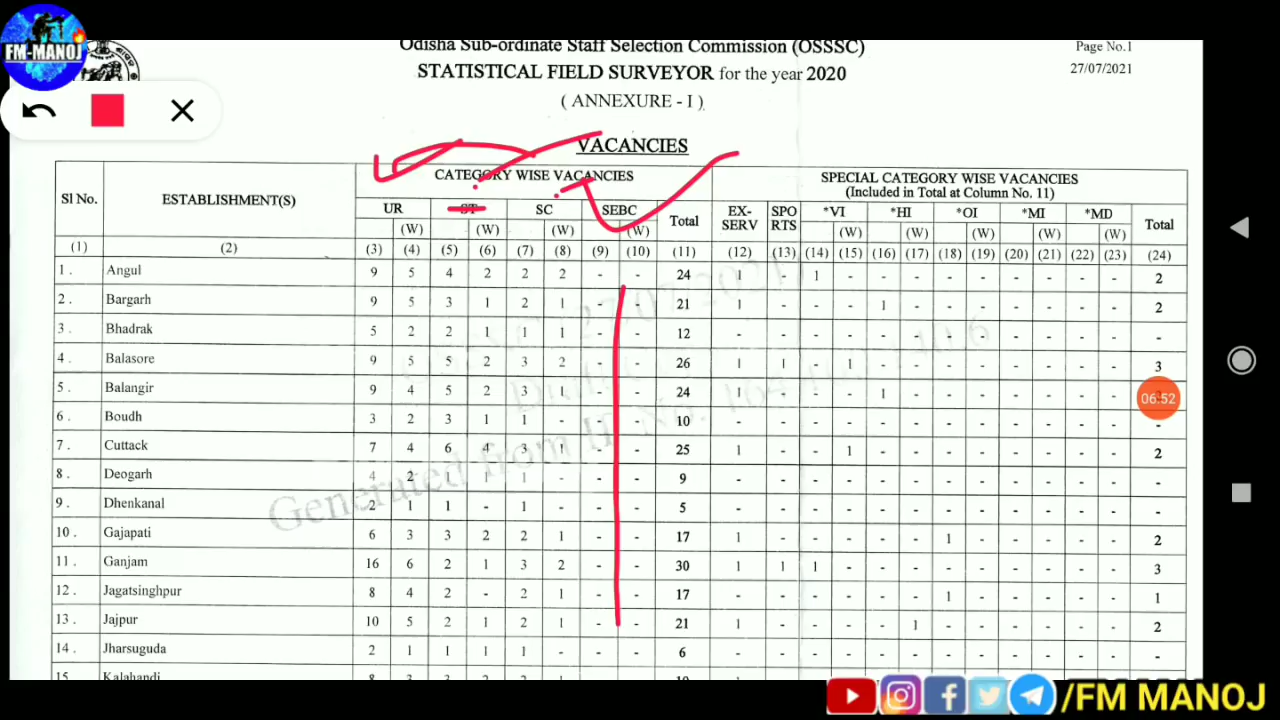 FM-MANOJ
Odisha Sub-ordinate Staff Selection Commission (OSSSC)
STATISTICAL FIELD SURVEYOR for the year 2020
( ANNEXURE - I )
Page No.1
27/07/2021
VACANCIES
Sl No. ESTABLISHMENT(S) CATEGORY WISE VACANCIES SPECIAL CATEGORY WISE VACANCIES
(Included in Total at Column No. 11)
UR ST SC SEBC Total EX-SERV SPORTS *VI *HI *OI *MI *MD Total
(W) (W) (W) (W) (W) (W) (W) (W) (W)
(1) (2) (3) (4) (5) (6) (7) (8) (9) (10) (11) (12) (13) (14) (15) (16) (17) (18) (19) (20) (21) (22) (23) (24)
1 . Angul 9 5 4 2 2 2 - - 24 1 - 1 - - - - - - - - - 2
2 . Bargarh 9 5 3 1 2 1 - - 21 1 - - - 1 - - - - - - - 2
3 . Bhadrak 5 2 2 1 1 1 - - 12 - - - - - - - - - - - - -
4 . Balasore 9 5 5 2 3 2 - - 26 1 1 - 1 - - - - - - - - 3
5 . Balangir 9 4 5 2 3 1 - - 24 1 - - - 1 - - - - - - -
6 . Boudh 3 2 3 1 1 - - - 10 - - - - - - - - - - - - -
7 . Cuttack 7 4 6 4 3 1 - - 25 1 - - 1 - - - - - - - - 2
8 . Deogarh 4 2 1 1 1 - - - 9 - - - - - - - - - - - - -
9 . Dhenkanal 2 1 1 - 1 - - - 5 - - - - - - - - - - - - -
10 . Gajapati 6 3 3 2 2 1 - - 17 1 - - - - - 1 - - - - - 2
11 . Ganjam 16 6 2 1 3 2 - - 30 1 1 1 - - - - - - - - - 3
12 . Jagatsinghpur 8 4 2 - 2 1 - - 17 - - - - - - 1 - - - - - 1
13 . Jajpur 10 5 2 1 2 1 - - 21 1 - - - - 1 - - - - - - 2
14 . Jharsuguda 2 1 1 1 1 - - - 6 - - - - - - - - - - - - -
15 Kalahandi 8 3 3 2 2 1 - - 19
Generated from IP No. 164
27/07/2021
06:52
/FM MANOJ